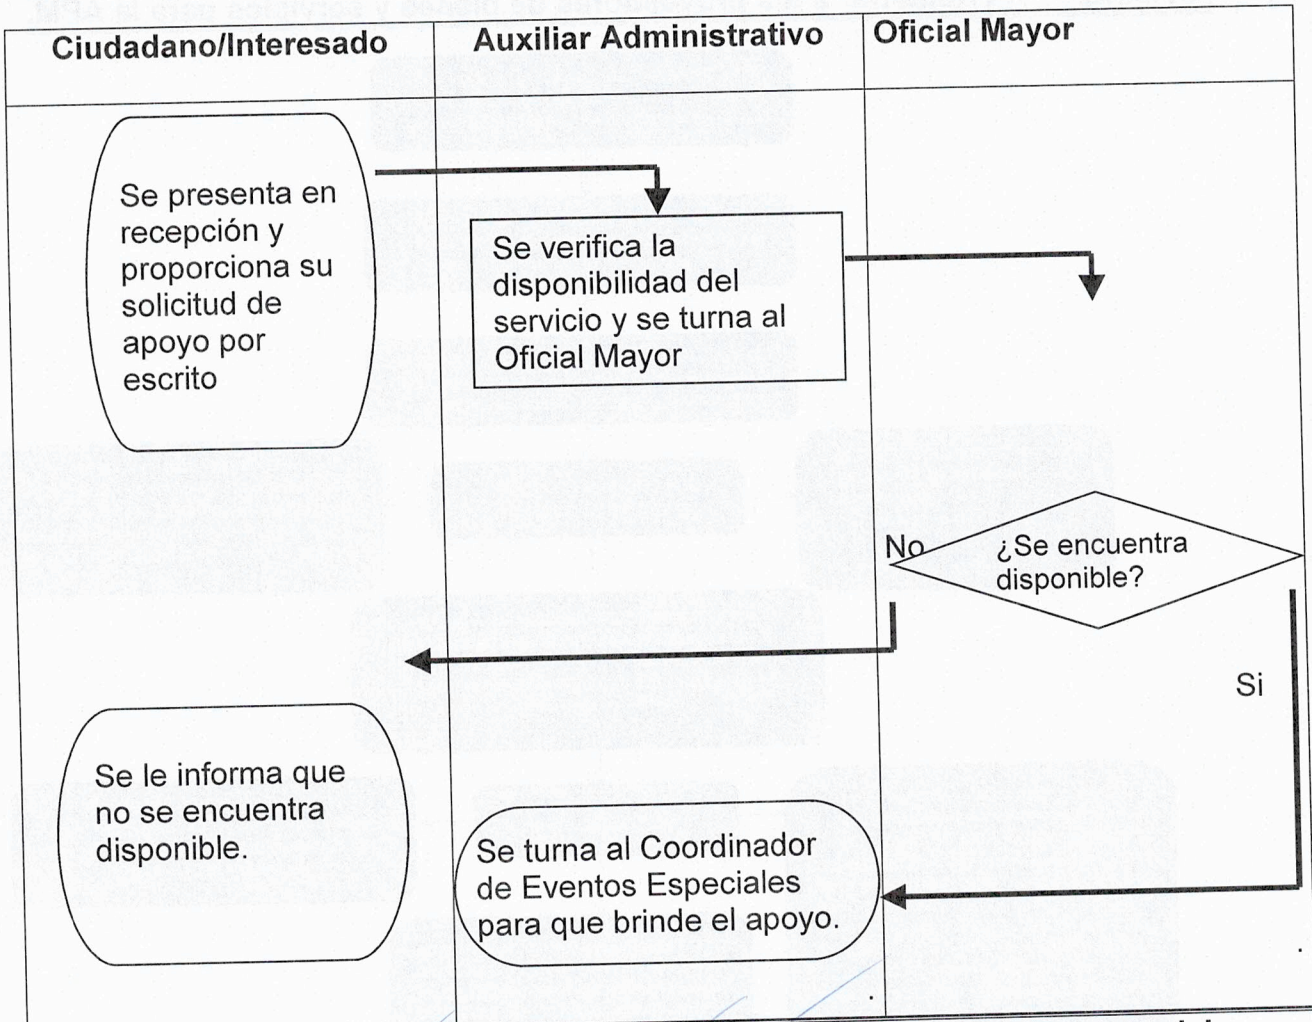 Ciudadano/Interesado
Auxiliar Administrativo
Oficial Mayor
Se presenta en
recepción y
proporciona su
solicitud de
apoyo por
escrito
Se verifica la
disponibilidad del
servicio y se turna al
Oficial Mayor
No
¿Se encuentra
disponible?
Si
Se le informa que
no se encuentra
disponible.
Se turna al Coordinador
de Eventos Especiales
para que brinde el apoyo.